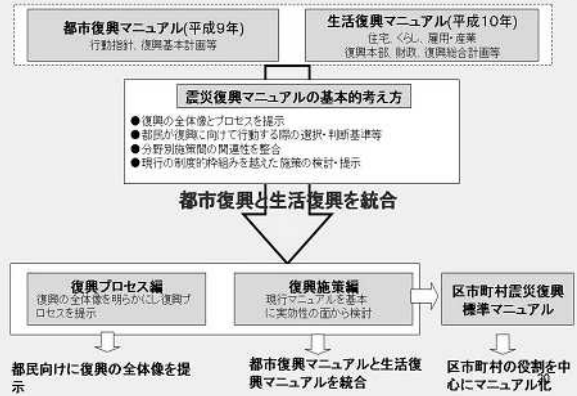 都市復興マニュアル(平成9年)
行動指針、復興基本計画等
生活復興マニュアル(平成10年)
住宅、くらし、雇用・産業
復興本部、財政、復興総合計画等
震災復興マニュアルの基本的考え方
●復興の全体像とプロセスを提示
●都民が復興に向けて行動する際の選択・判断基準等
●分野別施策間の関連性を整合
●現行の制度的枠組みを越えた施策の検討・提示
都市復興と生活復興を統合
復興プロセス編
復興の全体像を明らかにし復興プ
ロセスを提示
復興施策編
現行マニュアルを基本
に実効性の面から検討
区市町村震災復興
標準マニュアル
都民向けに復興の全体像を提
示
都市復興マニュアルと生活復
興マニュアルを統合
区市町村の役割を中
心にマニュアル化